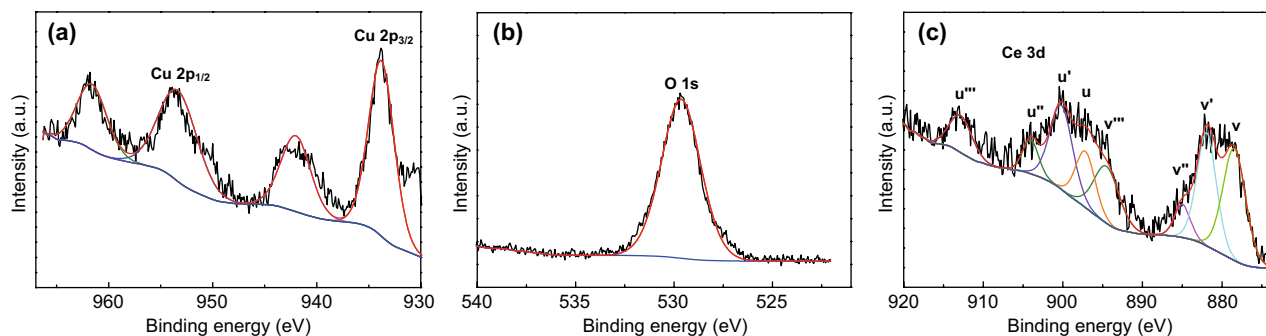 (a)
Cu 2p3/2
Cu 2p1/2
Intensity (a.u.)
960 950 940 930
Binding energy (eV)
(b)
O 1s
Intensity (a.u.)
540 535 530 525
Binding energy (eV)
(c)
Ce 3d
u''' u'' u' u v''' v'' v' v
Intensity (a.u.)
920 910 900 890 880
Binding energy (eV)